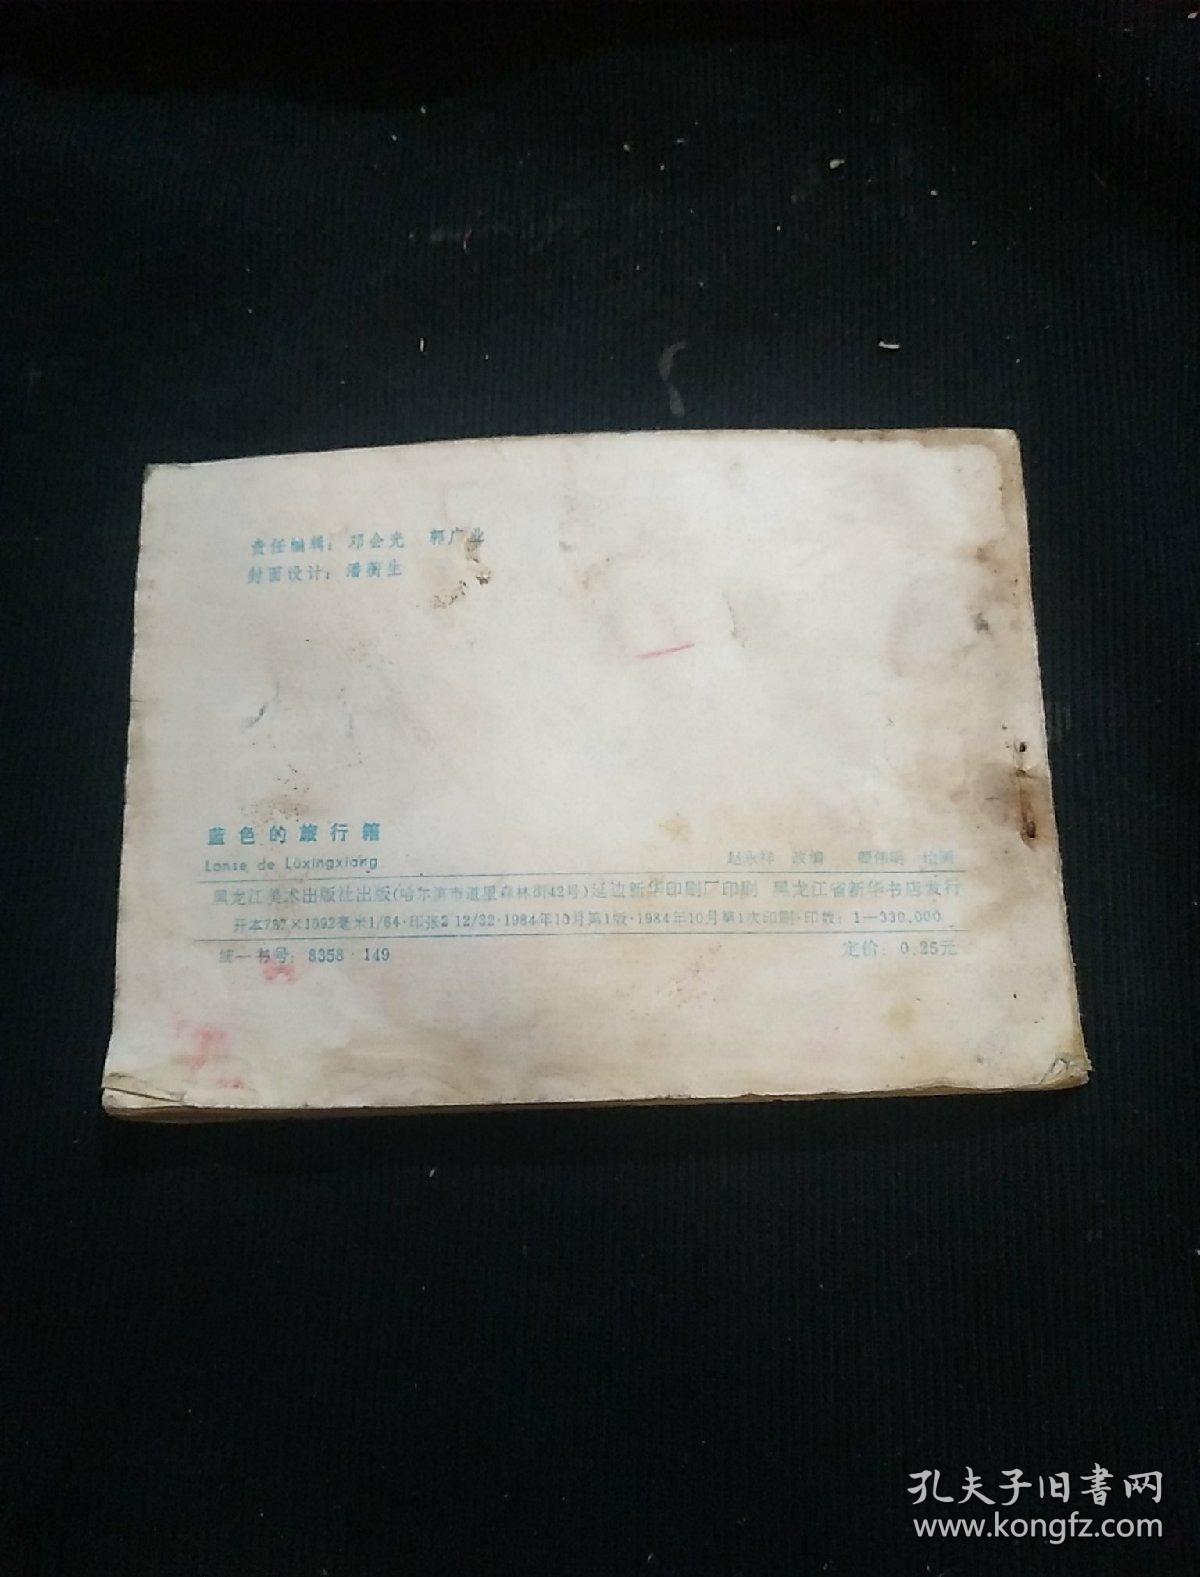 责任编辑：邓公光 郭广业
封面设计：潘衡生
蓝色的旅行箱
Lanse de Lüxingxiang
赵永祥 改编 伟明 绘画
黑龙江美术出版社出版(哈尔滨市道里森林街42号)延边新华印刷厂印刷 黑龙江省新华书店发行
开本787×1092毫米1/64·印张2 12/32·1984年10月第1版·1984年10月第1次印刷·印数：1—330,000
统一书号：8358·149 定价：0.25元
孔夫子旧書网
www.kongfz.com